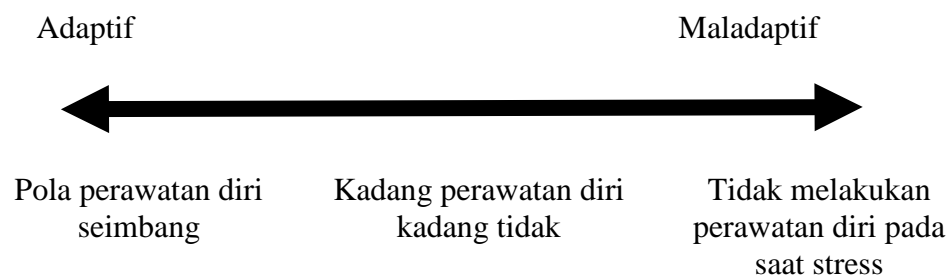 Adaptif
Maladaptif
Pola perawatan diri
seimbang
Kadang perawatan diri
kadang tidak
Tidak melakukan
perawatan diri pada
saat stress